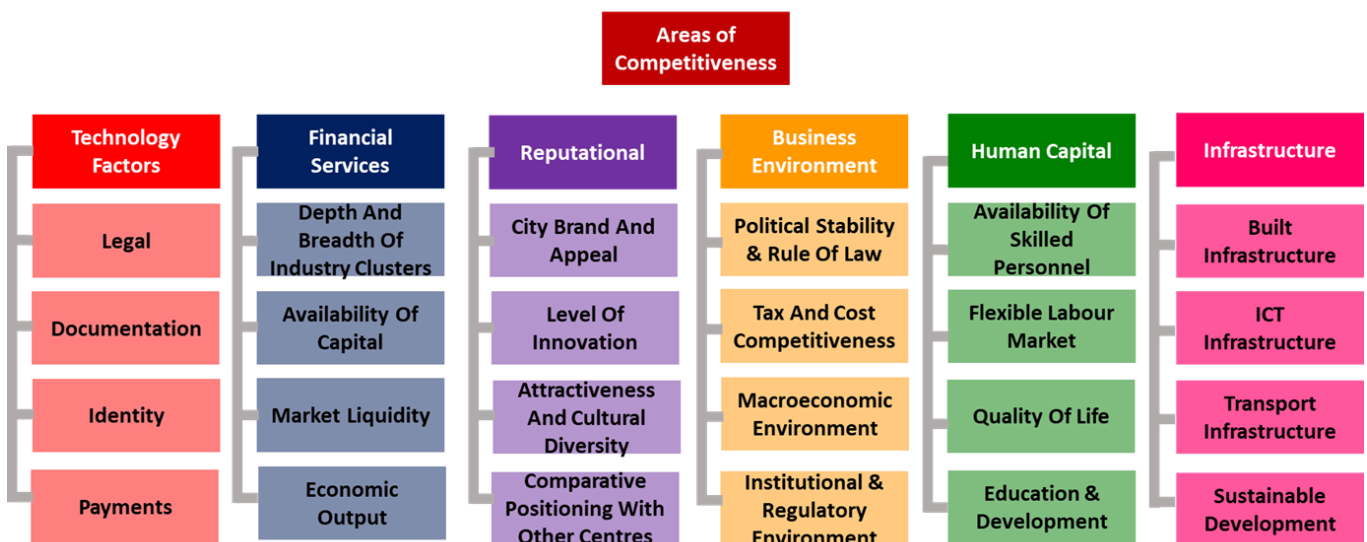 Areas of
Competitiveness
Technology
Factors
Legal
Documentation
Identity
Payments
Financial
Services
Depth And
Breadth Of
Industry Clusters
Availability Of
Capital
Market Liquidity
Economic
Output
Reputational
City Brand And
Appeal
Level Of
Innovation
Attractiveness
And Cultural
Diversity
Comparative
Positioning With
Other Centres
Business
Environment
Political Stability
& Rule Of Law
Tax And Cost
Competitiveness
Macroeconomic
Environment
Institutional &
Regulatory
Environment
Human Capital
Availability Of
Skilled
Personnel
Flexible Labour
Market
Quality Of Life
Education &
Development
Infrastructure
Built
Infrastructure
ICT
Infrastructure
Transport
Infrastructure
Sustainable
Development